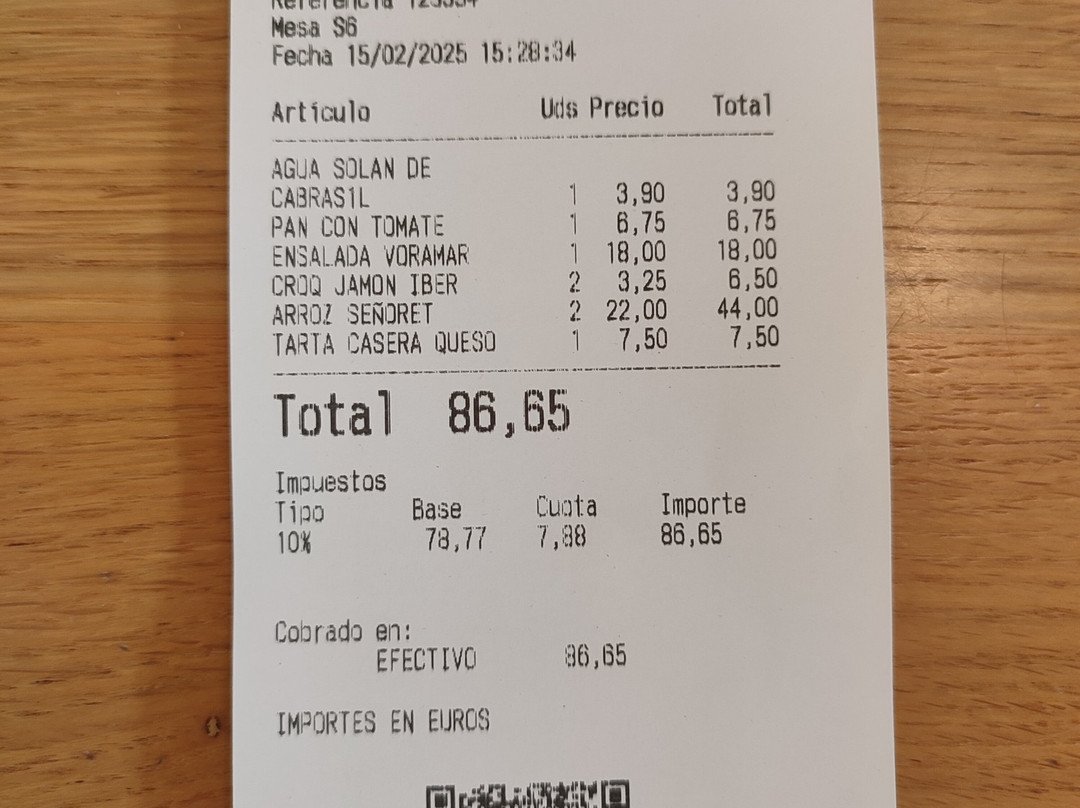 Referencia
Mesa S6
Fecha 15/02/2025 15:28:34
Artículo Uds Precio Total
AGUA SOLAN DE
CABRAS1L 1 3,90 3,90
PAN CON TOMATE 1 6,75 6,75
ENSALADA VORAMAR 1 18,00 18,00
CROQ JAMON IBER 2 3,25 6,50
ARROZ SEÑORET 2 22,00 44,00
TARTA CASERA QUESO 1 7,50 7,50
Total 86,65
Impuestos
Tipo Base Cuota Importe
10% 78,77 7,88 86,65
Cobrado en:
EFECTIVO 86,65
IMPORTES EN EUROS